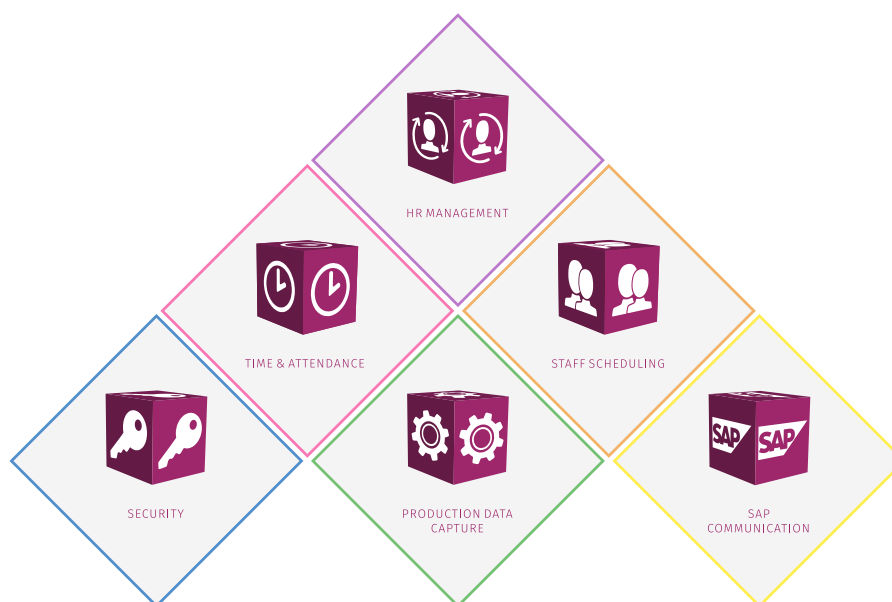 HR MANAGEMENT
TIME & ATTENDANCE
STAFF SCHEDULING
SAP SAP
SECURITY
PRODUCTION DATA
CAPTURE
SAP
COMMUNICATION